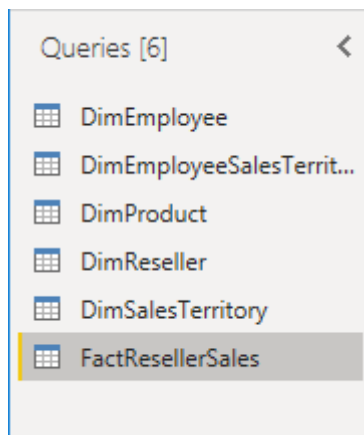 Queries [6]
DimEmployee
DimEmployeeSalesTerrit...
DimProduct
DimReseller
DimSalesTerritory
FactResellerSales